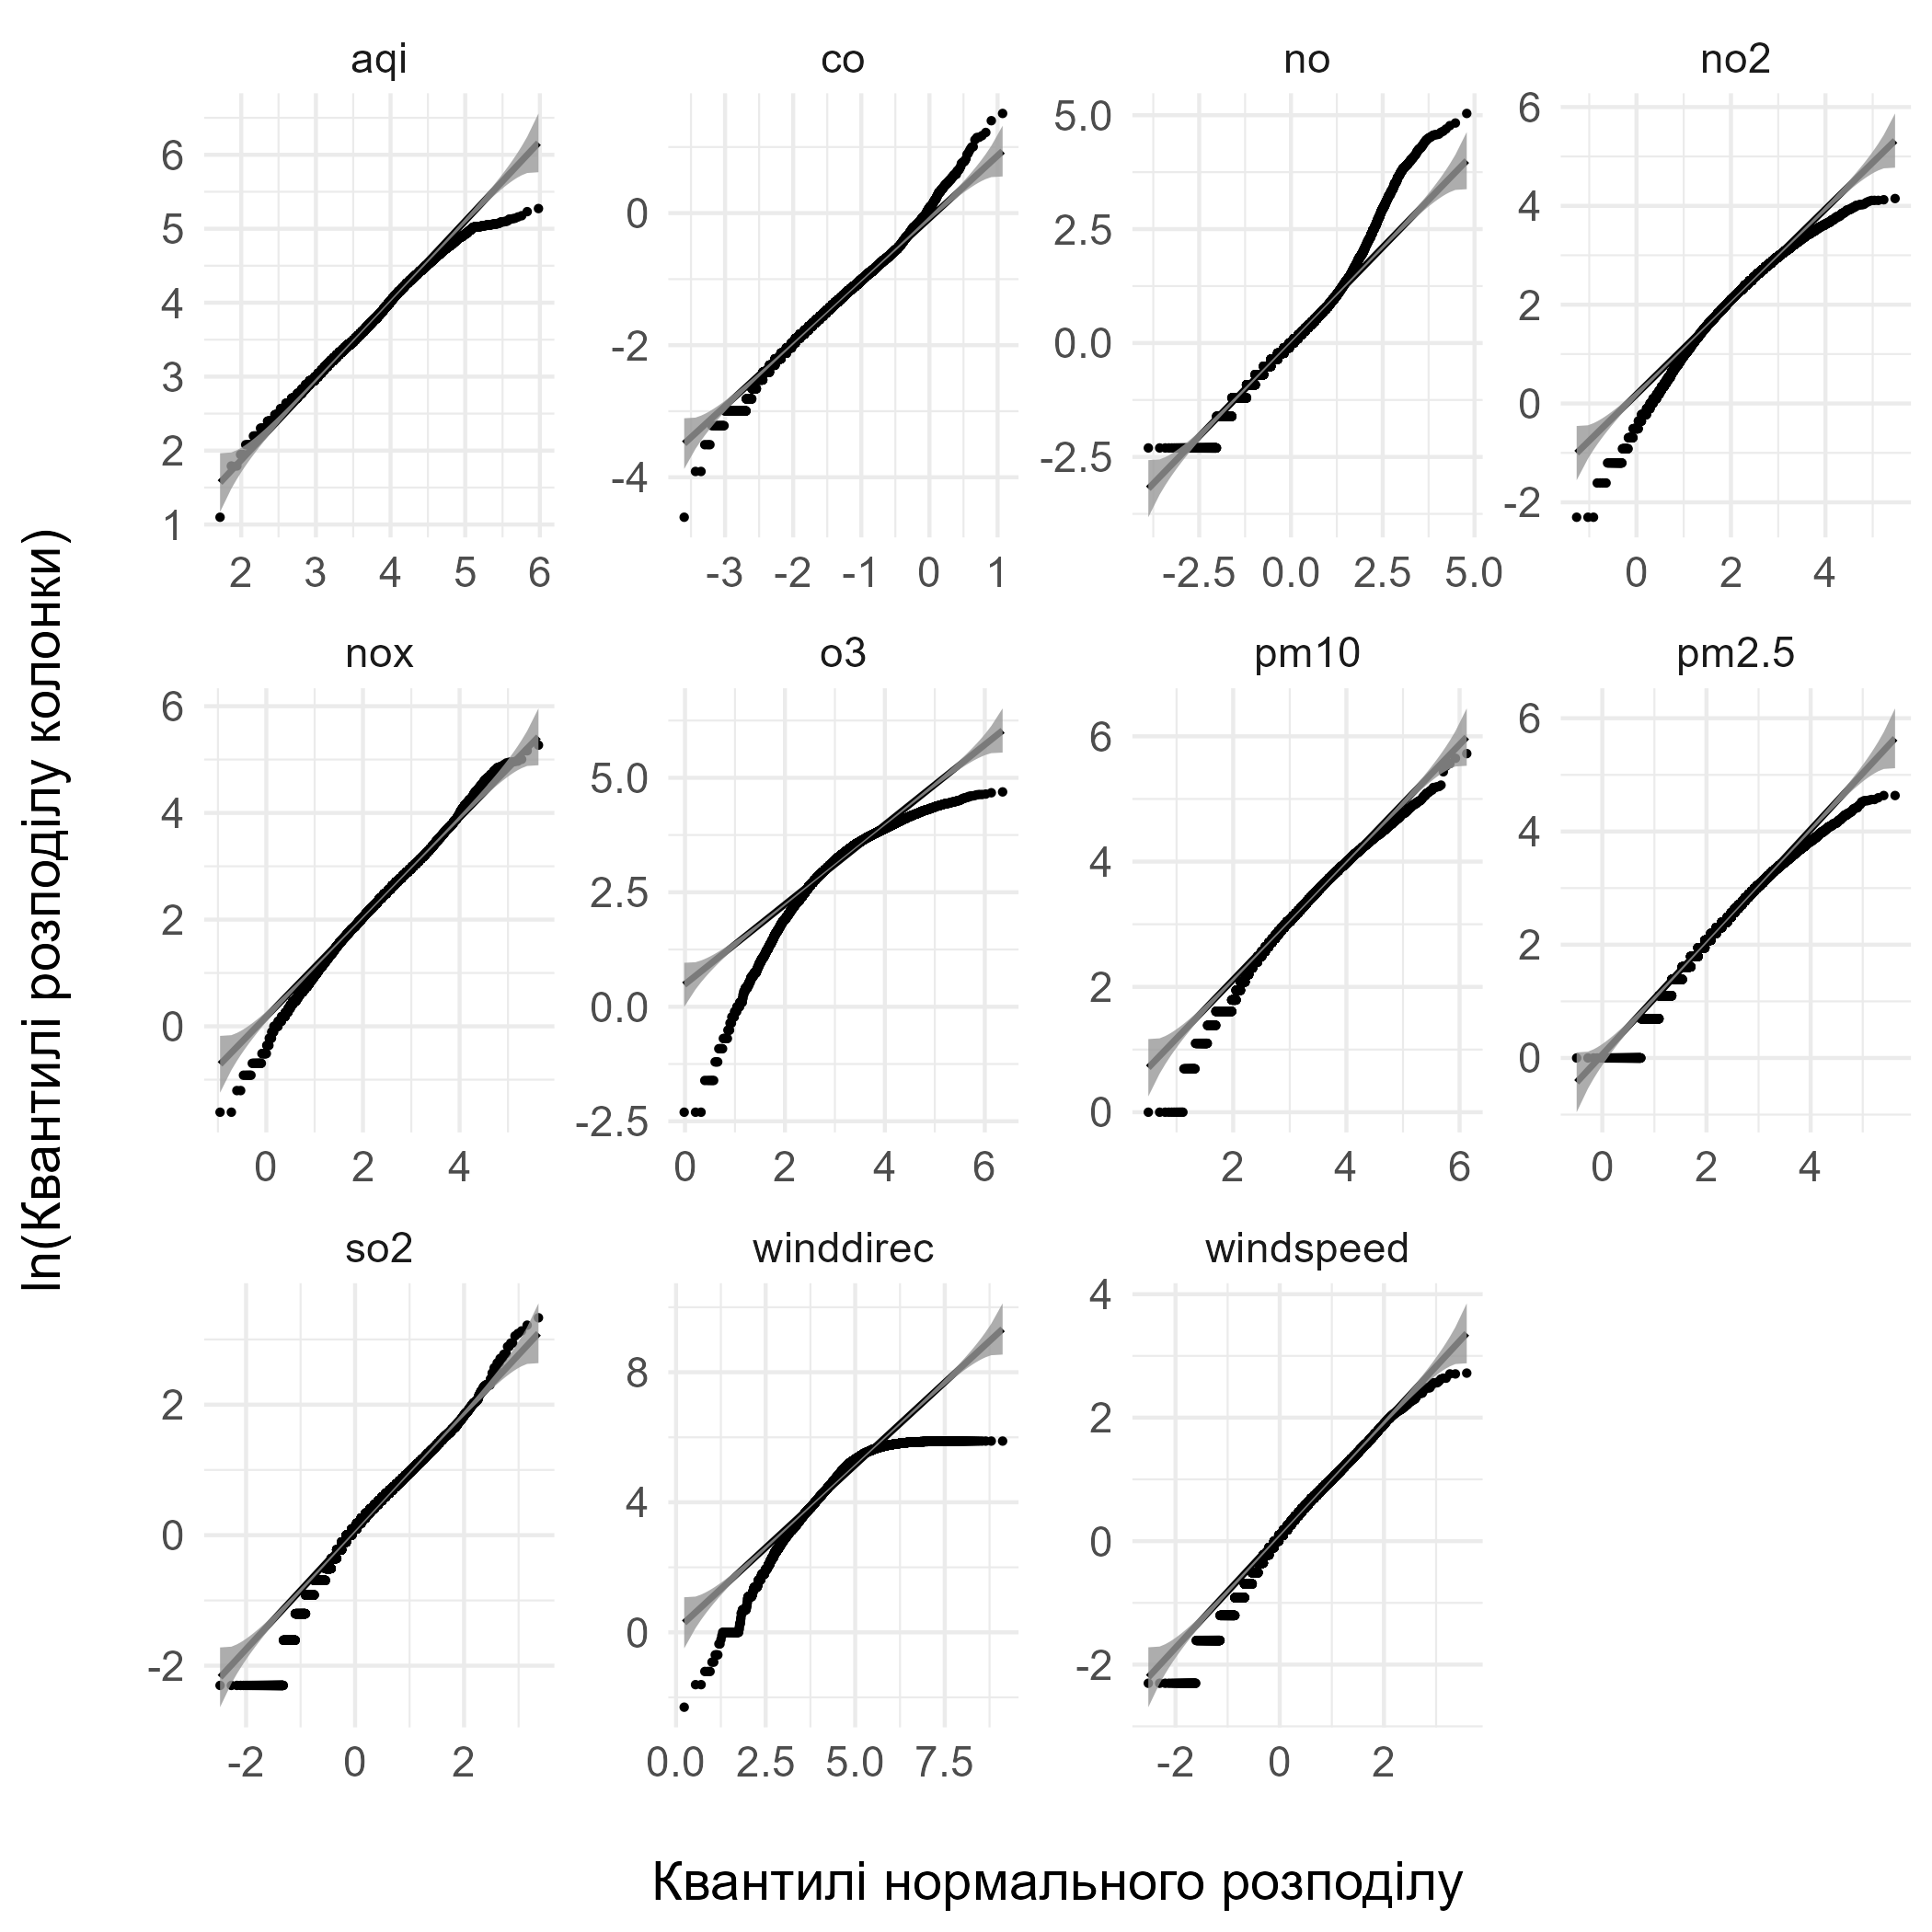 aqi co no no2
6 0 5.0 6
5 -2 2.5 4
4 -4 0.0 2
3 -2.5 0
2 -2
1
2 3 4 5 6 -3 -2 -1 0 1 -2.5 0.0 2.5 5.0 0 2 4
nox o3 pm10 pm2.5
6 5.0 6 6
4 2.5 4 4
2 0.0 2 2
0 -2.5 0 0
0 2 4 0 2 4 6 2 4 6 0 2 4
so2 winddirec windspeed
2 8 4
0 4 2
-2 0 0
-2
-2 0 2 0.0 2.5 5.0 7.5 -2 0 2
ln(Квантилі розподілу колонки)
Квантилі нормального розподілу